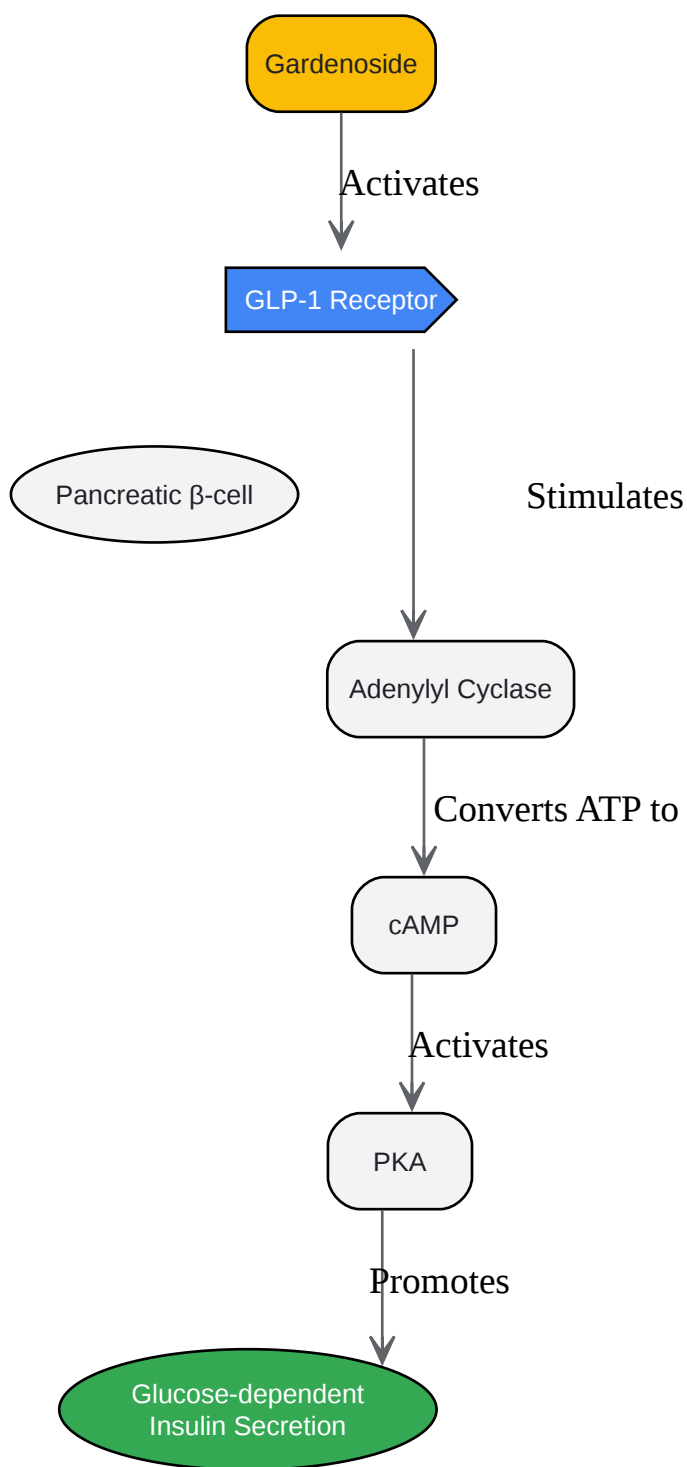 Gardenoside
Activates
GLP-1 Receptor
Pancreatic β-cell
Stimulates
Adenylyl Cyclase
Converts ATP to
cAMP
Activates
PKA
Promotes
Glucose-dependent
Insulin Secretion